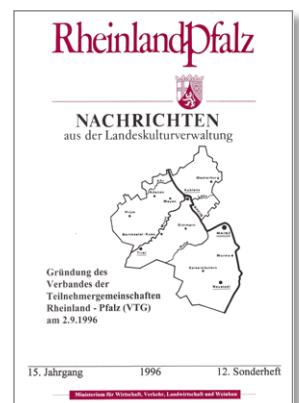 RheinlandPfalz
NACHRICHTEN
aus der Landeskulturverwaltung
Westerburg
Mayen
Koblenz
Prüm
Bernkastel-Kues
Simmern
Trier
Mainz
Worms
Kaiserslautern
Neustadt
Gründung des
Verbandes der
Teilnehmergemeinschaften
Rheinland - Pfalz (VTG)
am 2.9.1996
15. Jahrgang 1996 12. Sonderheft
Ministerium für Wirtschaft, Verkehr, Landwirtschaft und Weinbau